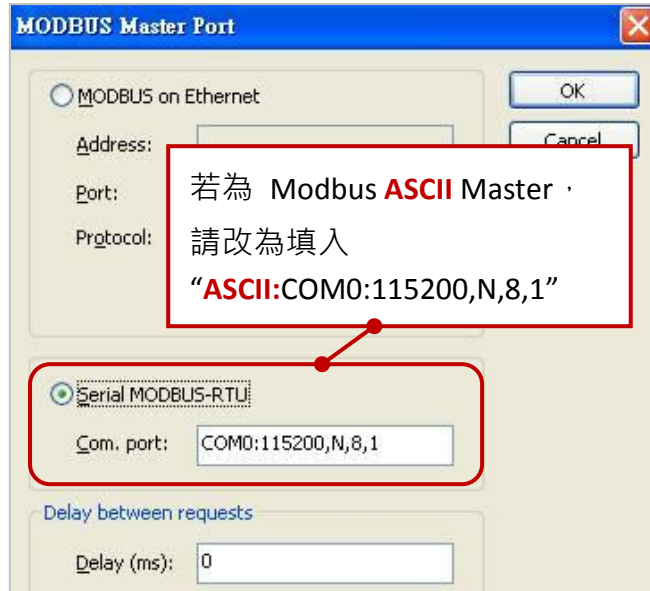 MODBUS Master Port
MODBUS on Ethernet
OK
Address:
Cancel
Port:
Protocol:
若為 Modbus ASCII Master，
請改為填入
“ASCII:COM0:115200,N,8,1”
Serial MODBUS-RTU
Com. port: COM0:115200,N,8,1
Delay between requests
Delay (ms): 0